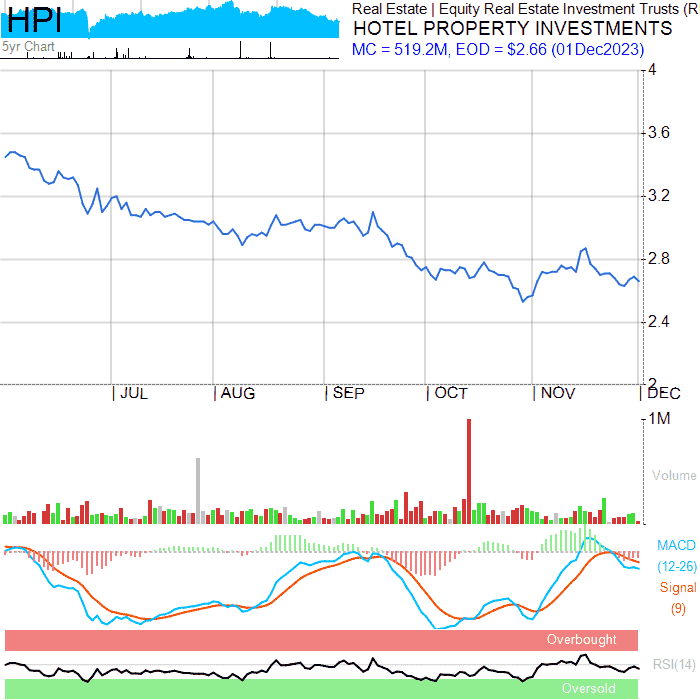 HPI
5yr Chart
Real Estate | Equity Real Estate Investment Trusts (R
HOTEL PROPERTY INVESTMENTS
MC = 519.2M, EOD = $2.66 (01Dec2023)
4
3.6
3.2
2.8
2.4
2
JUL AUG SEP OCT NOV DEC
1M
Volume
MACD
(12-26)
Signal
(9)
Overbought
RSI(14)
Oversold